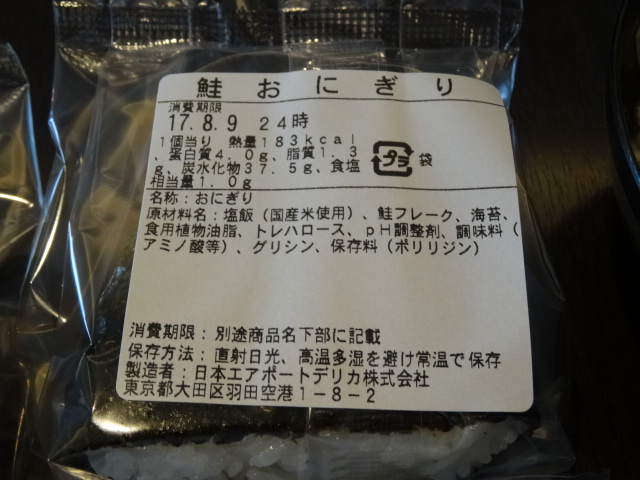 鮭 おにぎり
消費期限
17.8.9 24時
1個当り 熱量183kcal
、蛋白質4.0g、脂質1.3
g、炭水化物37.5g、食塩
相当量1.0g
プラ 袋
名称：おにぎり
原材料名：塩飯（国産米使用）、鮭フレーク、海苔、
食用植物油脂、トレハロース、pH調整剤、調味料（
アミノ酸等）、グリシン、保存料（ポリリジン）
消費期限：別途商品名下部に記載
保存方法：直射日光、高温多湿を避け常温で保存
製造者：日本エアポートデリカ株式会社
東京都大田区羽田空港1-8-2